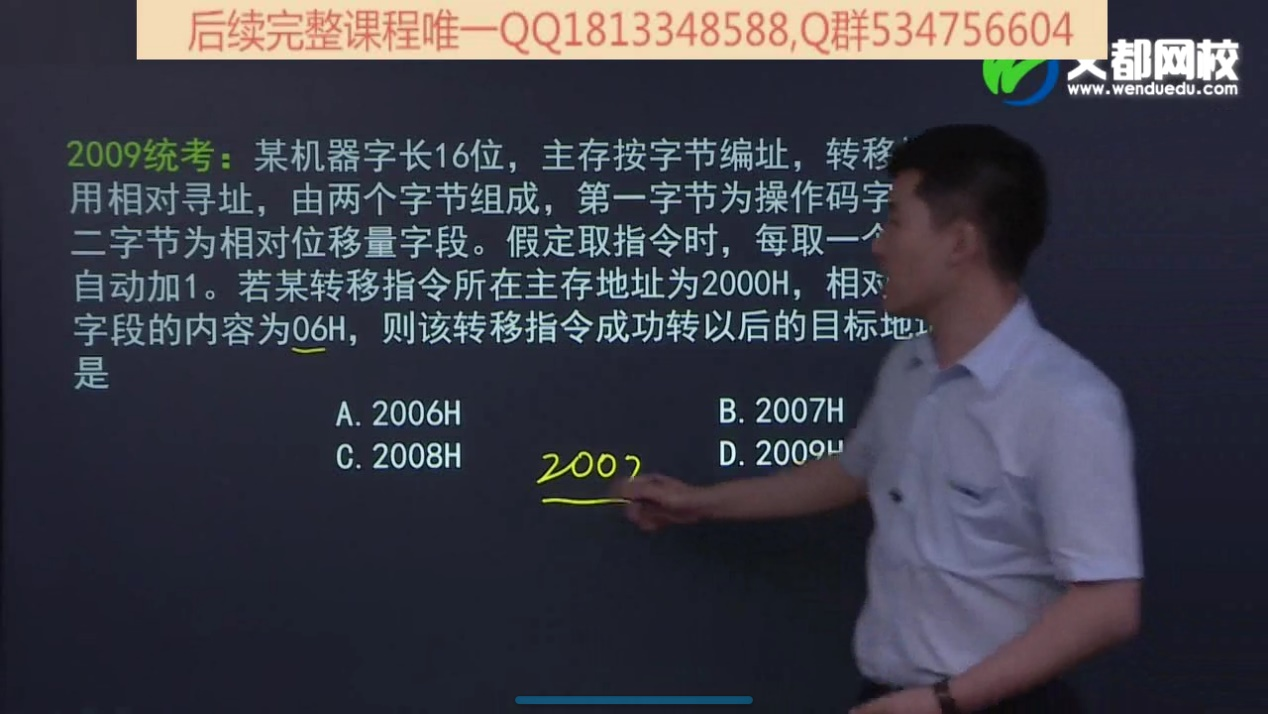 后续完整课程唯一QQ1813348588,Q群534756604
文都网校
www.wenduedu.com
2009统考：某机器字长16位，主存按字节编址，转移
用相对寻址，由两个字节组成，第一字节为操作码字
二字节为相对位移量字段。假定取指令时，每取一个
自动加1。若某转移指令所在主存地址为2000H，相对
字段的内容为06H，则该转移指令成功转以后的目标地
是
A. 2006H
B. 2007H
C. 2008H
D. 2009H
2002